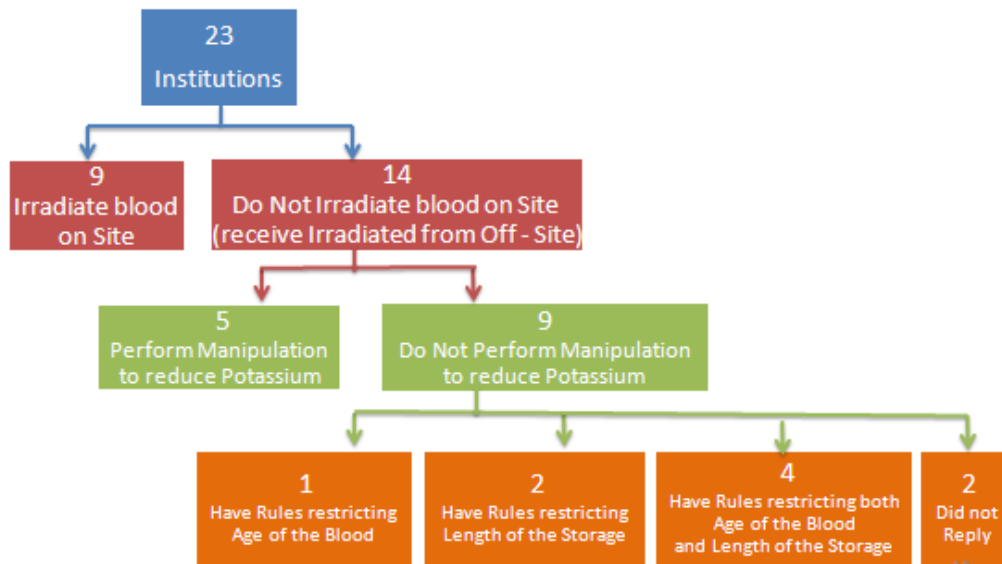 23
Institutions
9
Irradiate blood
on Site
14
Do Not Irradiate blood on Site
(receive Irradiated from Off - Site)
5
Perform Manipulation
to reduce Potassium
9
Do Not Perform Manipulation
to reduce Potassium
1
Have Rules restricting
Age of the Blood
2
Have Rules restricting
Length of the Storage
4
Have Rules restricting both
Age of the Blood
and Length of the Storage
2
Did not
Reply